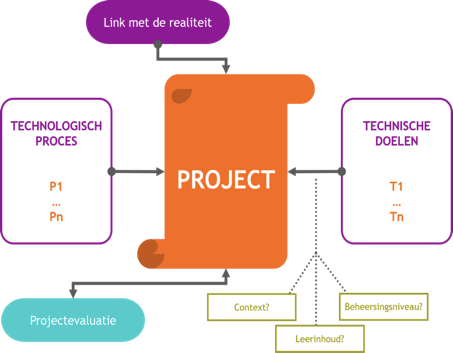 Link met de realiteit
TECHNOLOGISCH
PROCES
P1
...
Pn
PROJECT
TECHNISCHE
DOELEN
T1
...
Tn
Projectevaluatie
Context?
Beheersingsniveau?
Leerinhoud?